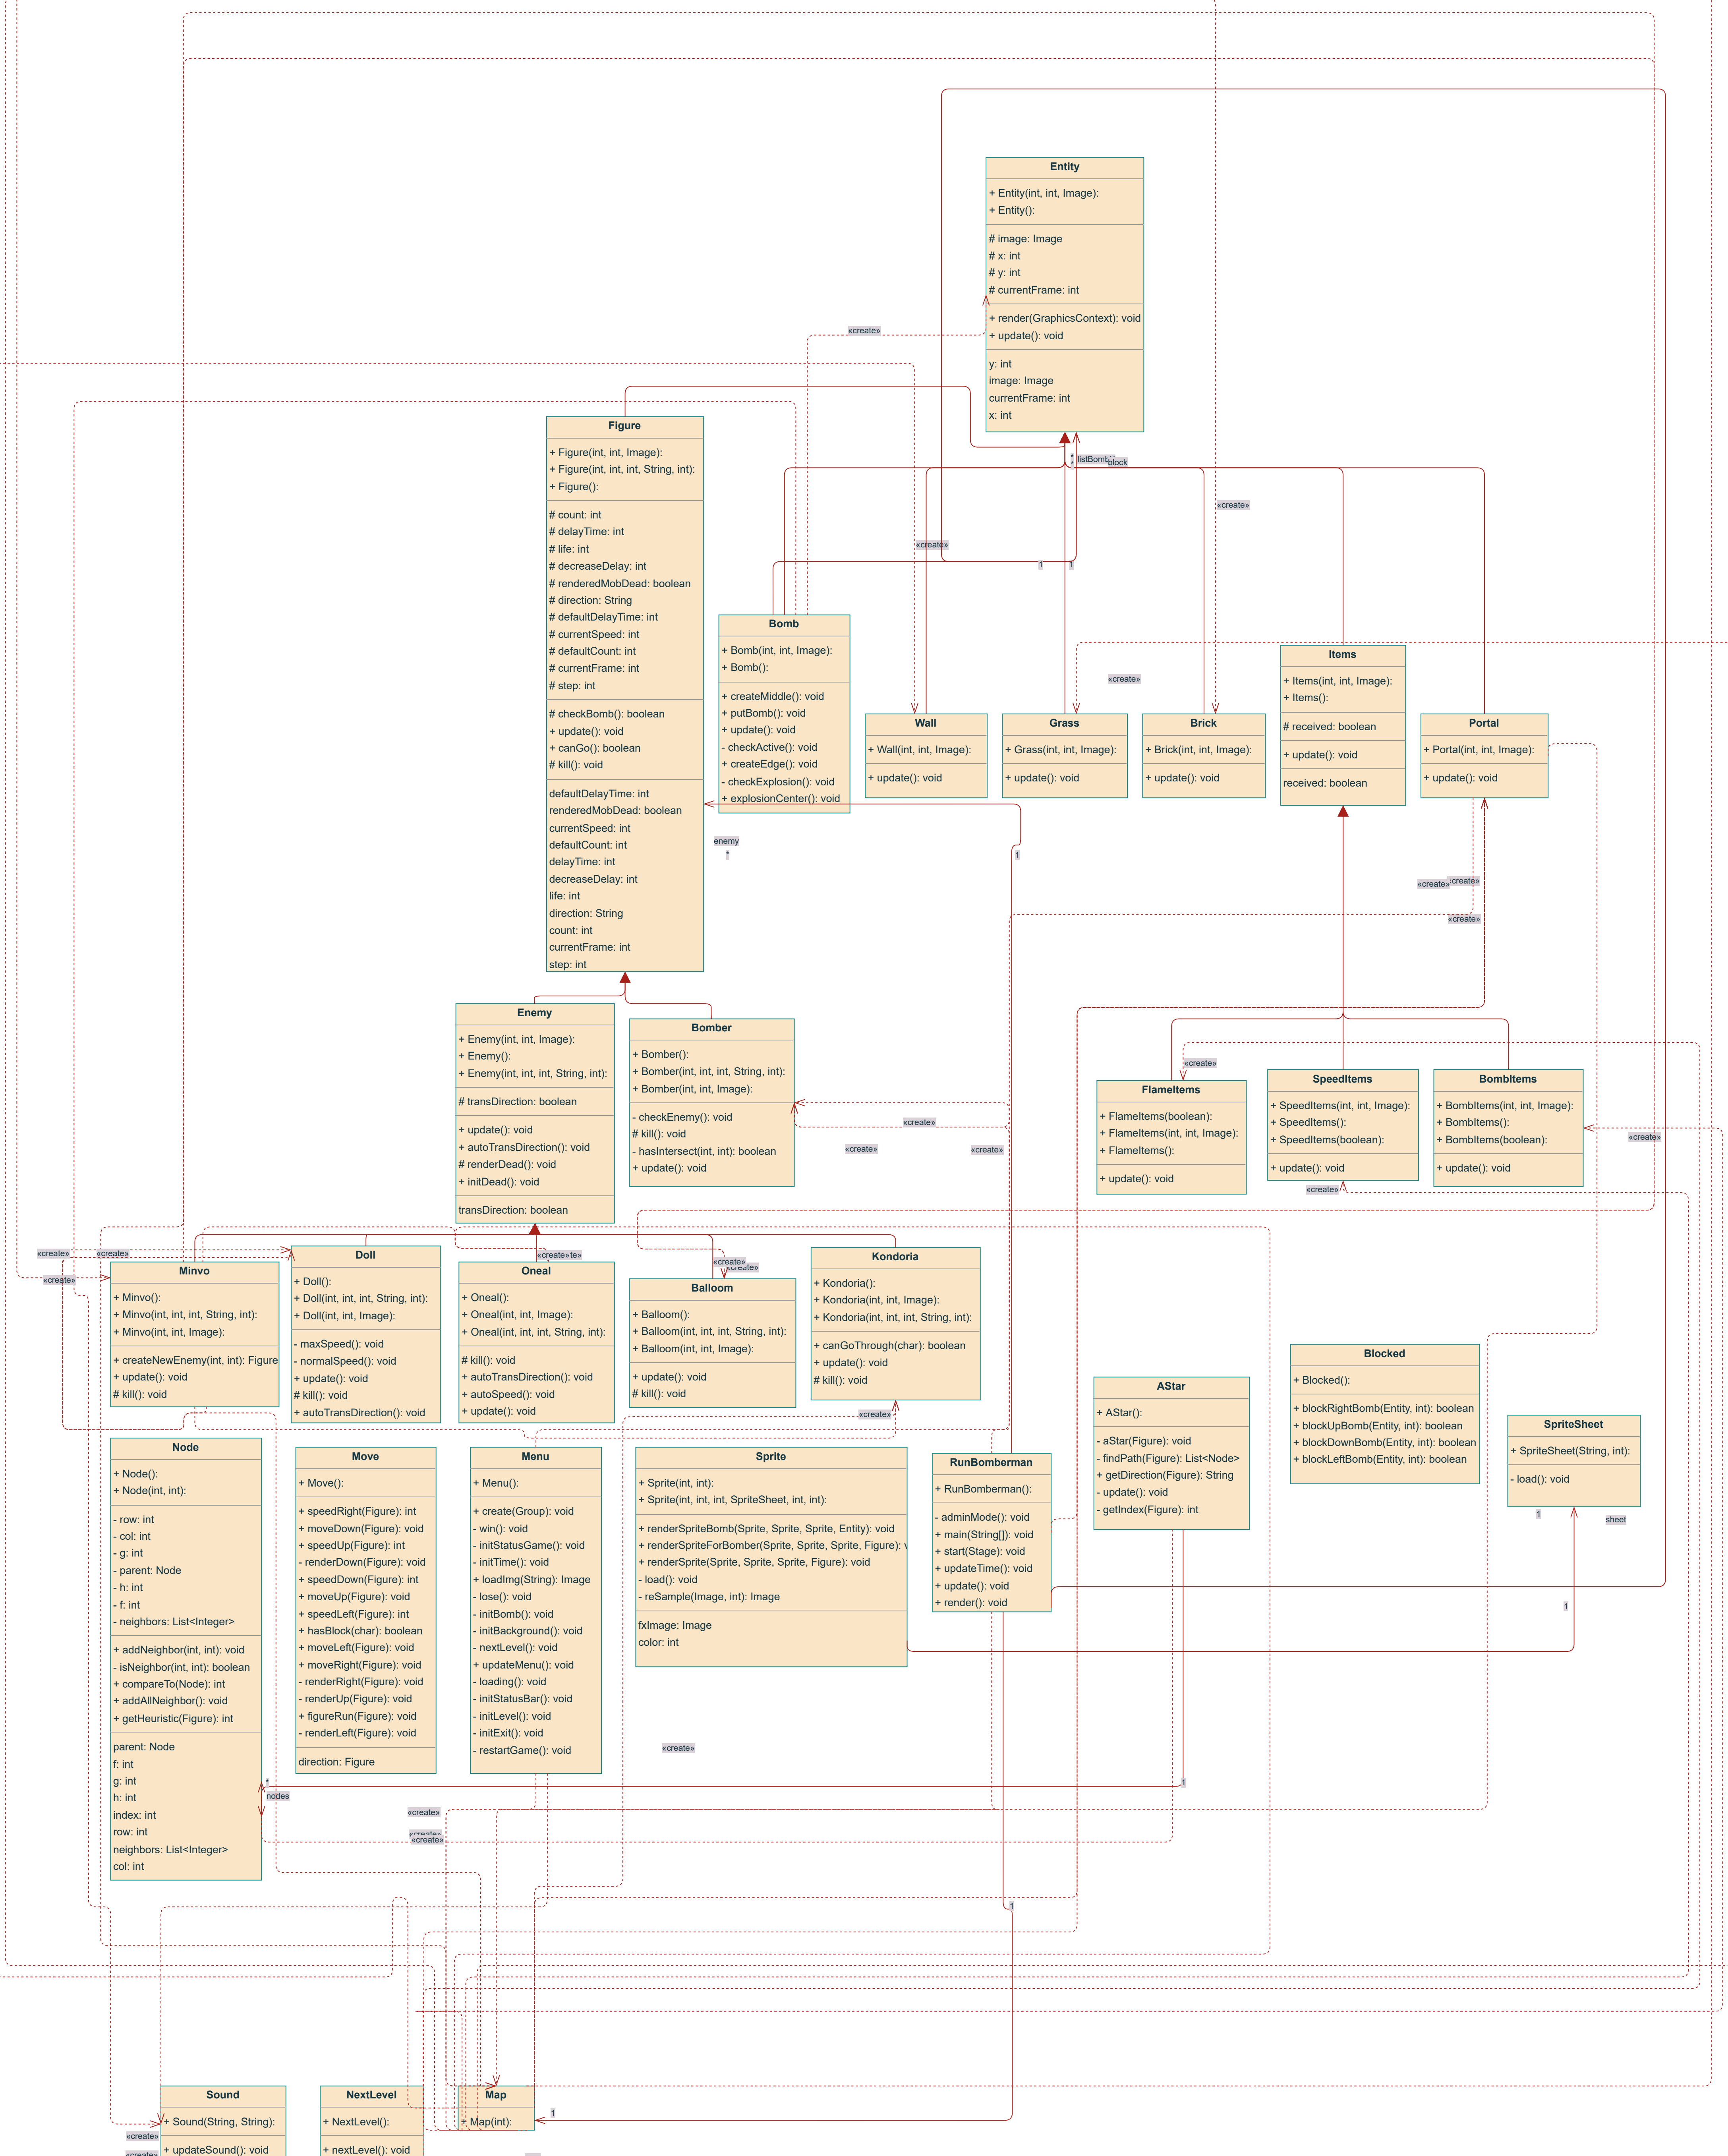 Entity
+ Entity(int, int, Image):
+ Entity():
# image: Image
# x: int
# y: int
# currentFrame: int
+ render(GraphicsContext): void
+ update(): void
y: int
image: Image
currentFrame: int
x: int
«create»
Figure
+ Figure(int, int, Image):
+ Figure(int, int, int, String, int):
+ Figure():
# count: int
# delayTime: int
# life: int
# decreaseDelay: int
# renderedMobDead: boolean
# direction: String
# defaultDelayTime: int
# currentSpeed: int
# defaultCount: int
# currentFrame: int
# step: int
# checkBomb(): boolean
+ update(): void
+ canGo(): boolean
# kill(): void
defaultDelayTime: int
renderedMobDead: boolean
currentSpeed: int
defaultCount: int
delayTime: int
decreaseDelay: int
life: int
direction: String
count: int
currentFrame: int
step: int
*
*
block
«create»
«create»
1
1
Bomb
+ Bomb(int, int, Image):
+ Bomb():
+ createMiddle(): void
+ putBomb(): void
+ update(): void
- checkActive(): void
+ createEdge(): void
- checkExplosion(): void
+ explosionCenter(): void
«create»
Wall
+ Wall(int, int, Image):
+ update(): void
Grass
+ Grass(int, int, Image):
+ update(): void
Brick
+ Brick(int, int, Image):
+ update(): void
Items
+ Items(int, int, Image):
+ Items():
# received: boolean
+ update(): void
received: boolean
Portal
+ Portal(int, int, Image):
+ update(): void
enemy
*
1
«create»
«create»
Enemy
+ Enemy(int, int, Image):
+ Enemy():
+ Enemy(int, int, int, String, int):
# transDirection: boolean
+ update(): void
+ autoTransDirection(): void
# renderDead(): void
+ initDead(): void
transDirection: boolean
Bomber
+ Bomber():
+ Bomber(int, int, int, String, int):
+ Bomber(int, int, Image):
- checkEnemy(): void
# kill(): void
- hasIntersect(int, int): boolean
+ update(): void
«create»
«create»
«create»
«create»
FlameItems
+ FlameItems(boolean):
+ FlameItems(int, int, Image):
+ FlameItems():
+ update(): void
SpeedItems
+ SpeedItems(int, int, Image):
+ SpeedItems():
+ SpeedItems(boolean):
+ update(): void
BombItems
+ BombItems(int, int, Image):
+ BombItems():
+ BombItems(boolean):
+ update(): void
«create»
«create»
«create»
«create»
«create»
«create»
«create»
Minvo
+ Minvo():
+ Minvo(int, int, int, String, int):
+ Minvo(int, int, Image):
+ createNewEnemy(int, int): Figure
+ update(): void
# kill(): void
Doll
+ Doll():
+ Doll(int, int, int, String, int):
+ Doll(int, int, Image):
- maxSpeed(): void
- normalSpeed(): void
+ update(): void
# kill(): void
+ autoTransDirection(): void
Oneal
+ Oneal():
+ Oneal(int, int, Image):
+ Oneal(int, int, int, String, int):
# kill(): void
+ autoTransDirection(): void
+ autoSpeed(): void
+ update(): void
Balloom
+ Balloom():
+ Balloom(int, int, int, String, int):
+ Balloom(int, int, Image):
+ update(): void
# kill(): void
Kondoria
+ Kondoria():
+ Kondoria(int, int, Image):
+ Kondoria(int, int, int, String, int):
+ canGoThrough(char): boolean
+ update(): void
# kill(): void
«create»
AStar
+ AStar():
- aStar(Figure): void
- findPath(Figure): List<Node>
+ getDirection(Figure): String
- update(): void
- getIndex(Figure): int
Blocked
+ Blocked():
+ blockRightBomb(Entity, int): boolean
+ blockUpBomb(Entity, int): boolean
+ blockDownBomb(Entity, int): boolean
+ blockLeftBomb(Entity, int): boolean
SpriteSheet
+ SpriteSheet(String, int):
- load(): void
1
sheet
1
Node
+ Node():
+ Node(int, int):
- row: int
- col: int
- g: int
- parent: Node
- h: int
- f: int
- neighbors: List<Integer>
+ addNeighbor(int, int): void
- isNeighbor(int, int): boolean
+ compareTo(Node): int
+ addAllNeighbor(): void
+ getHeuristic(Figure): int
parent: Node
f: int
g: int
h: int
index: int
row: int
neighbors: List<Integer>
col: int
Move
+ Move():
+ speedRight(Figure): int
+ moveDown(Figure): void
+ speedUp(Figure): int
- renderDown(Figure): void
+ speedDown(Figure): int
+ moveUp(Figure): void
+ speedLeft(Figure): int
+ hasBlock(char): boolean
+ moveLeft(Figure): void
+ moveRight(Figure): void
- renderRight(Figure): void
- renderUp(Figure): void
+ figureRun(Figure): void
- renderLeft(Figure): void
direction: Figure
Menu
+ Menu():
+ create(Group): void
- win(): void
- initStatusGame(): void
- initTime(): void
+ loadImg(String): Image
- lose(): void
- initBomb(): void
- initBackground(): void
- nextLevel(): void
+ updateMenu(): void
- loading(): void
- initStatusBar(): void
- initLevel(): void
- initExit(): void
- restartGame(): void
Sprite
+ Sprite(int, int):
+ Sprite(int, int, int, SpriteSheet, int, int):
+ renderSpriteBomb(Sprite, Sprite, Sprite, Entity): void
+ renderSpriteForBomber(Sprite, Sprite, Sprite, Figure):
+ renderSprite(Sprite, Sprite, Sprite, Figure): void
- load(): void
- reSample(Image, int): Image
fxImage: Image
color: int
RunBomberman
+ RunBomberman():
- adminMode(): void
+ main(String[]): void
+ start(Stage): void
+ updateTime(): void
+ update(): void
+ render(): void
«create»
*
nodes
1
«create»
«create»
1
Sound
+ Sound(String, String):
+ updateSound(): void
«create»
NextLevel
+ NextLevel():
+ nextLevel(): void
Map
+ Map(int):
1